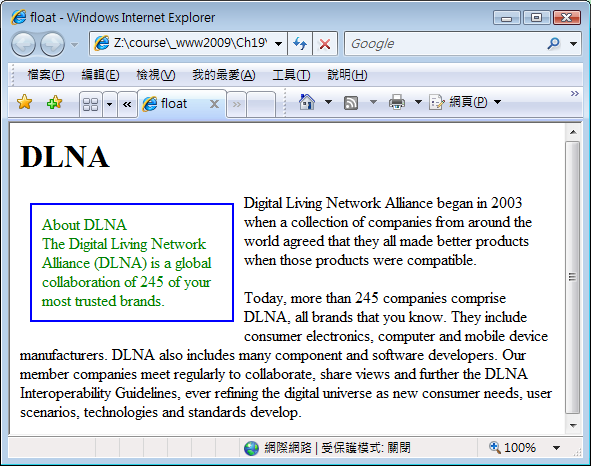 float - Windows Internet Explorer
Z:\course\_www2009\Ch19\
Google
檔案(F) 編輯(E) 檢視(V) 我的最愛(A) 工具(T) 說明(H)
float
網頁(P)
DLNA
About DLNA
The Digital Living Network
Alliance (DLNA) is a global
collaboration of 245 of your
most trusted brands.
Digital Living Network Alliance began in 2003
when a collection of companies from around the
world agreed that they all made better products
when those products were compatible.
Today, more than 245 companies comprise
DLNA, all brands that you know. They include
consumer electronics, computer and mobile device
manufacturers. DLNA also includes many component and software developers. Our
member companies meet regularly to collaborate, share views and further the DLNA
Interoperability Guidelines, ever refining the digital universe as new consumer needs, user
scenarios, technologies and standards develop.
網際網路 | 受保護模式: 關閉
100%